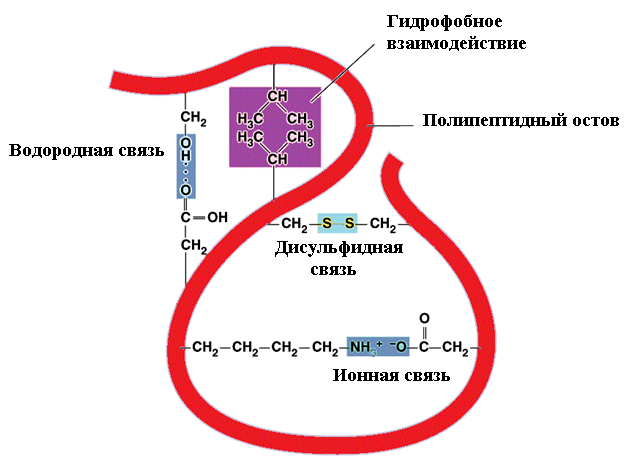 Гидрофобное
взаимодействие
Полипептидный остов
Водородная связь
CH₂
OH
O
C=OH
CH₂
CH
H₃C CH₃
H₃C CH₃
CH
CH₂–S–S–CH₂
Дисульфидная
связь
O
–CH₂–CH₂–CH₂–CH₂–NH₃⁺ ⁻O–C–CH₂–
Ионная связь